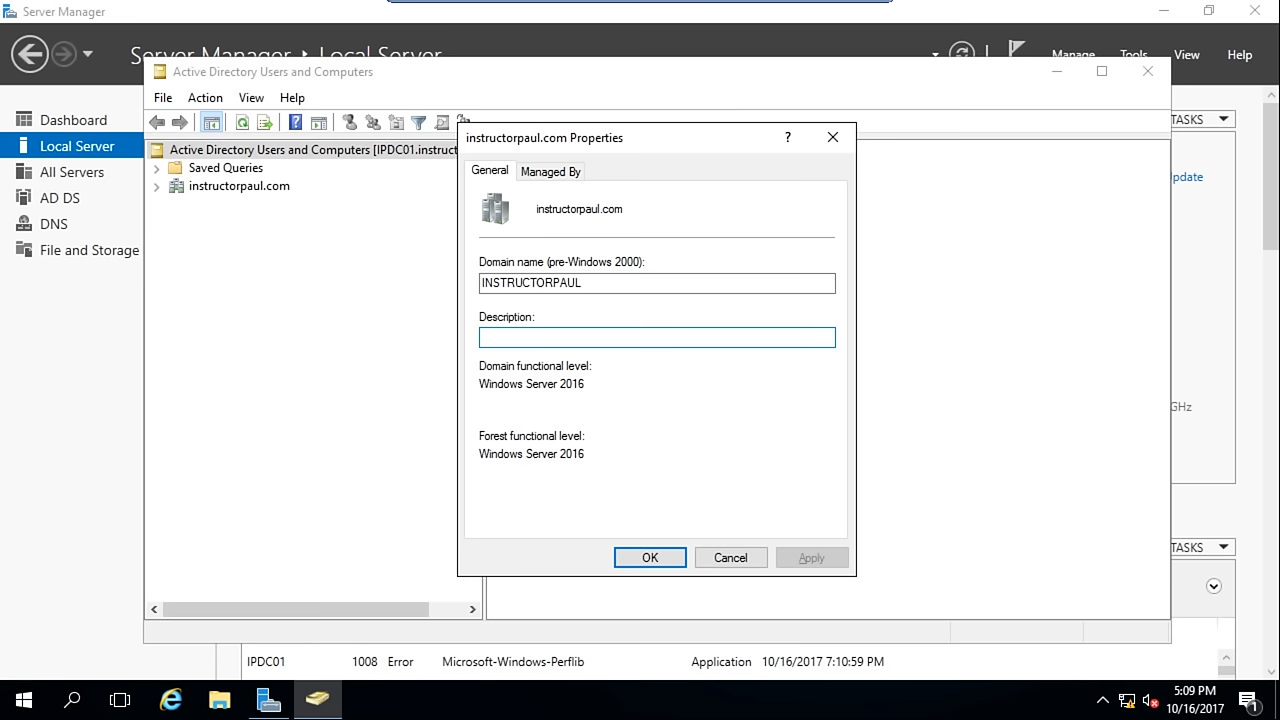 Server Manager
Server Manager ‣ Local Server
Manage Tools View Help
Active Directory Users and Computers
File Action View Help
Dashboard
Local Server
All Servers
AD DS
DNS
File and Storage
Active Directory Users and Computers [IPDC01.instruct
Saved Queries
instructorpaul.com
instructorpaul.com Properties
?
General Managed By
instructorpaul.com
Domain name (pre-Windows 2000):
INSTRUCTORPAUL
Description:
Domain functional level:
Windows Server 2016
Forest functional level:
Windows Server 2016
OK Cancel Apply
TASKS
pdate
GHz
TASKS
IPDC01 1008 Error Microsoft-Windows-Perflib Application 10/16/2017 7:10:59 PM
5:09 PM
10/16/2017
1